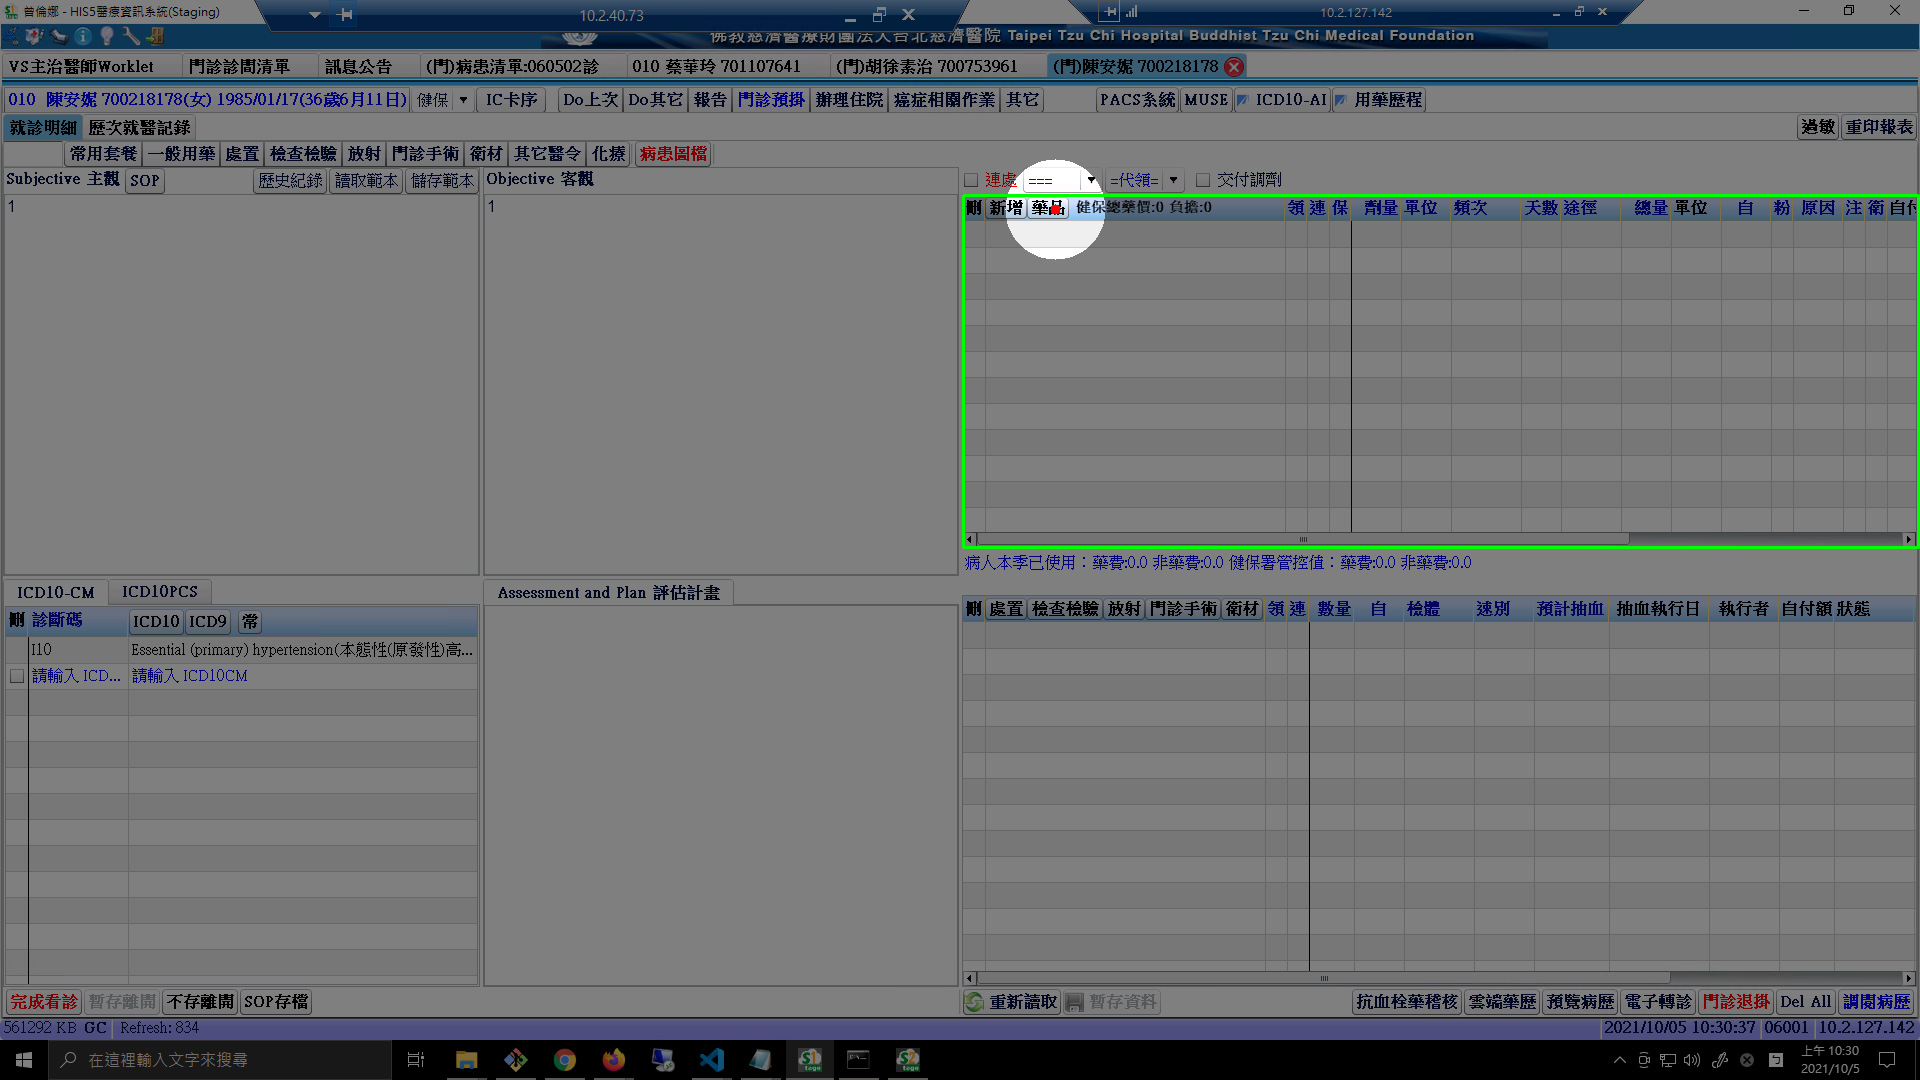 曾倫娜 - HIS5醫療資訊系統(Staging)
10.2.40.73
10.2.127.142
佛教慈濟醫療財團法人台北慈濟醫院 Taipei Tzu Chi Hospital Buddhist Tzu Chi Medical Foundation
VS主治醫師Worklet 門診診間清單 訊息公告 (門)病患清單:060502診 010 蔡華玲 701107641 (門)胡徐素治 700753961 (門)陳安妮 700218178
010 陳安妮 700218178(女) 1985/01/17(36歲6月11日) 健保 IC卡序 Do上次 Do其它 報告 門診預掛 辦理住院 癌症相關作業 其它 PACS系統 MUSE ICD10-AI 用藥歷程
就診明細 歷次就醫記錄 過敏 重印報表
常用套餐 一般用藥 處置 檢查檢驗 放射 門診手術 衛材 其它醫令 化療 病患圖檔
Subjective 主觀 SOP 歷史紀錄 讀取範本 儲存範本 Objective 客觀 連處 === =代領= 交付調劑
1 1
刪 新增 藥品 健保總藥價:0 負擔:0 領 連 保 劑量 單位 頻次 天數 途徑 總量 單位 自 粉 原因 注 衛 自付
病人本季已使用：藥費:0.0 非藥費:0.0 健保署管控值：藥費:0.0 非藥費:0.0
ICD10-CM ICD10PCS Assessment and Plan 評估計畫
刪 診斷碼 ICD10 ICD9 常
刪 處置 檢查檢驗 放射 門診手術 衛材 領 連 數量 自 檢體 速別 預計抽血 抽血執行日 執行者 自付額 狀態
I10 Essential (primary) hypertension(本態性(原發性)高...
請輸入 ICD... 請輸入 ICD10CM
完成看診 暫存離開 不存離開 SOP存檔 重新讀取 暫存資料 抗血栓藥稽核 雲端藥歷 預覽病歷 電子轉診 門診退掛 Del All 調閱病歷
561292 KB GC Refresh: 834 2021/10/05 10:30:37 06001 10.2.127.142
在這裡輸入文字來搜尋
上午 10:30
2021/10/5